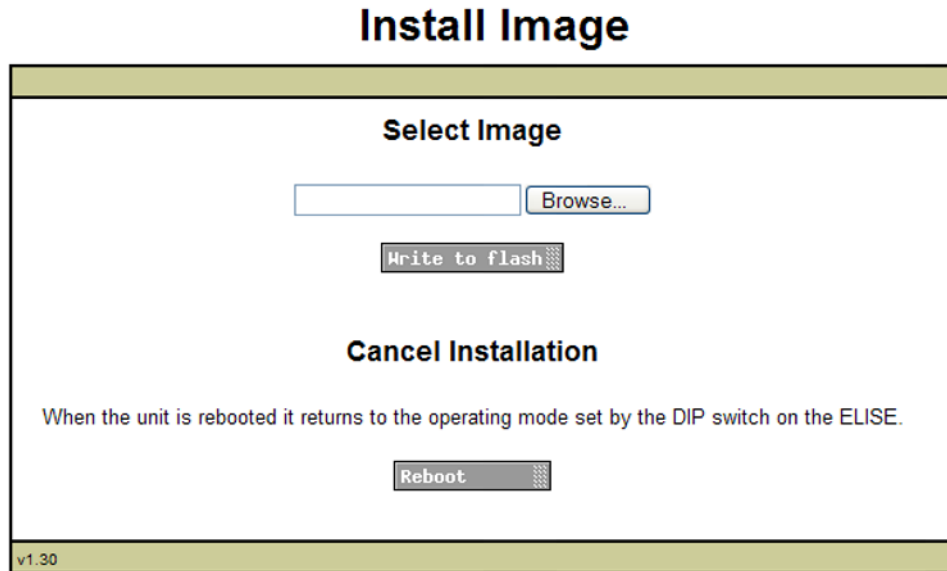 Install Image
Select Image
Browse...
Write to flash
Cancel Installation
When the unit is rebooted it returns to the operating mode set by the DIP switch on the ELISE.
Reboot
v1.30